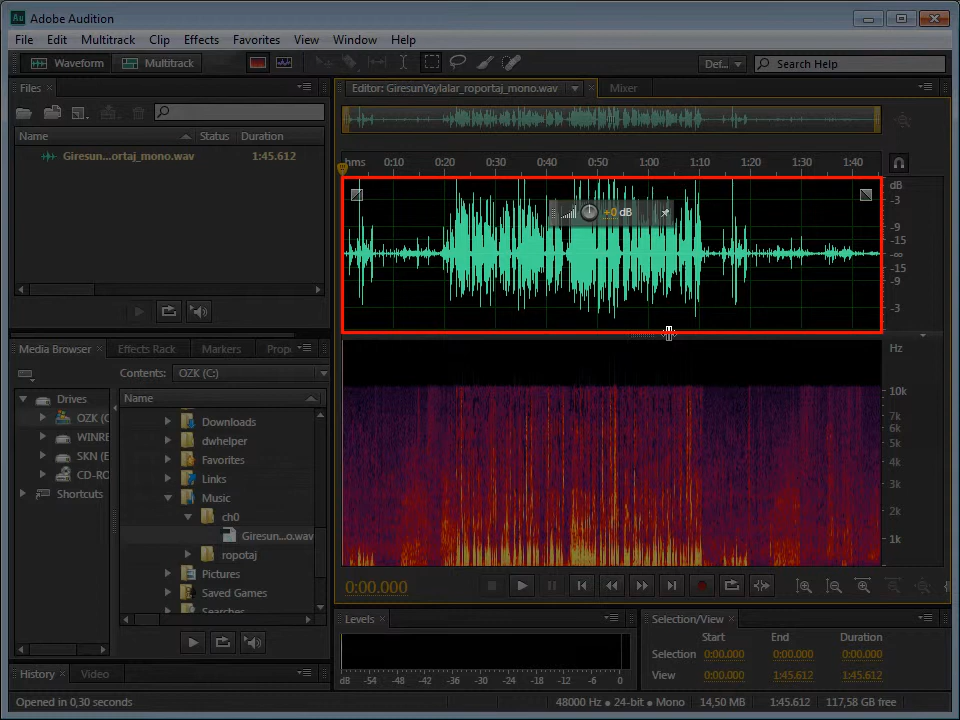 Au Adobe Audition
File Edit Multitrack Clip Effects Favorites View Window Help
Waveform Multitrack Def... Search Help
Files
Name Status Duration
Giresun...ortaj_mono.wav 1:45.612
Editor: GiresunYaylalar_roportaj_mono.wav Mixer
hms 0:10 0:20 0:30 0:40 0:50 1:00 1:10 1:20 1:30 1:40
+0 dB
dB
-3
-9
-15
-∞
-15
-9
-3
Hz
10k
7k
6k
5k
4k
3k
2k
1k
Media Browser Effects Rack Markers Prope
Contents: OZK (C:)
Drives
OZK (C
WINRE
SKN (E
CD-RO
Shortcuts
Name
Downloads
dwhelper
Favorites
Links
Music
ch0
Giresun...o.wav
ropotaj
Pictures
Saved Games
Searches
0:00.000
Levels
dB -54 -48 -42 -36 -30 -24 -18 -12 -6 0
Selection/View
Start End Duration
Selection 0:00.000 0:00.000 0:00.000
View 0:00.000 1:45.612 1:45.612
History Video
Opened in 0,30 seconds 48000 Hz • 24-bit • Mono 14,50 MB 1:45.612 117,58 GB free